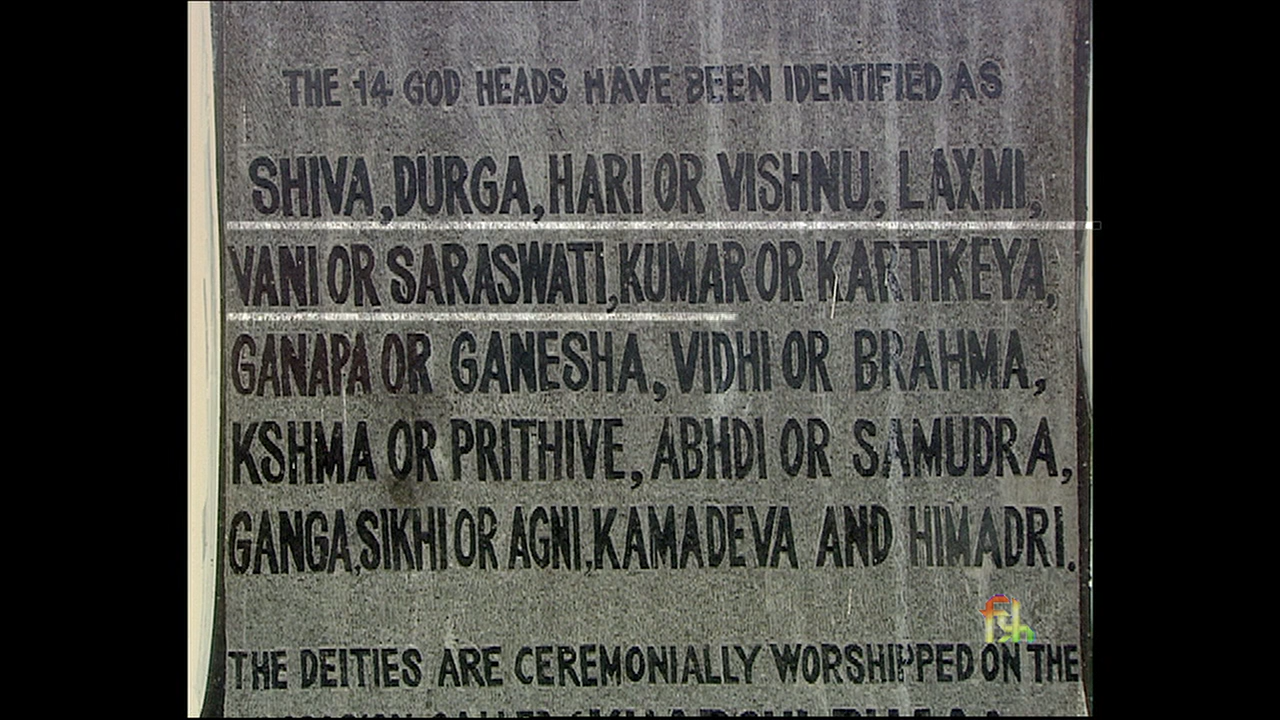 THE 14 GOD HEADS HAVE BEEN IDENTIFIED AS
SHIVA, DURGA, HARI OR VISHNU, LAXMI,
VANI OR SARASWATI, KUMAR OR KARTIKEYA,
GANAPA OR GANESHA, VIDHI OR BRAHMA,
KSHMA OR PRITHIVE, ABHDI OR SAMUDRA,
GANGA, SIKHI OR AGNI, KAMADEVA AND HIMADRI.
THE DEITIES ARE CEREMONIALLY WORSHIPPED ON THE